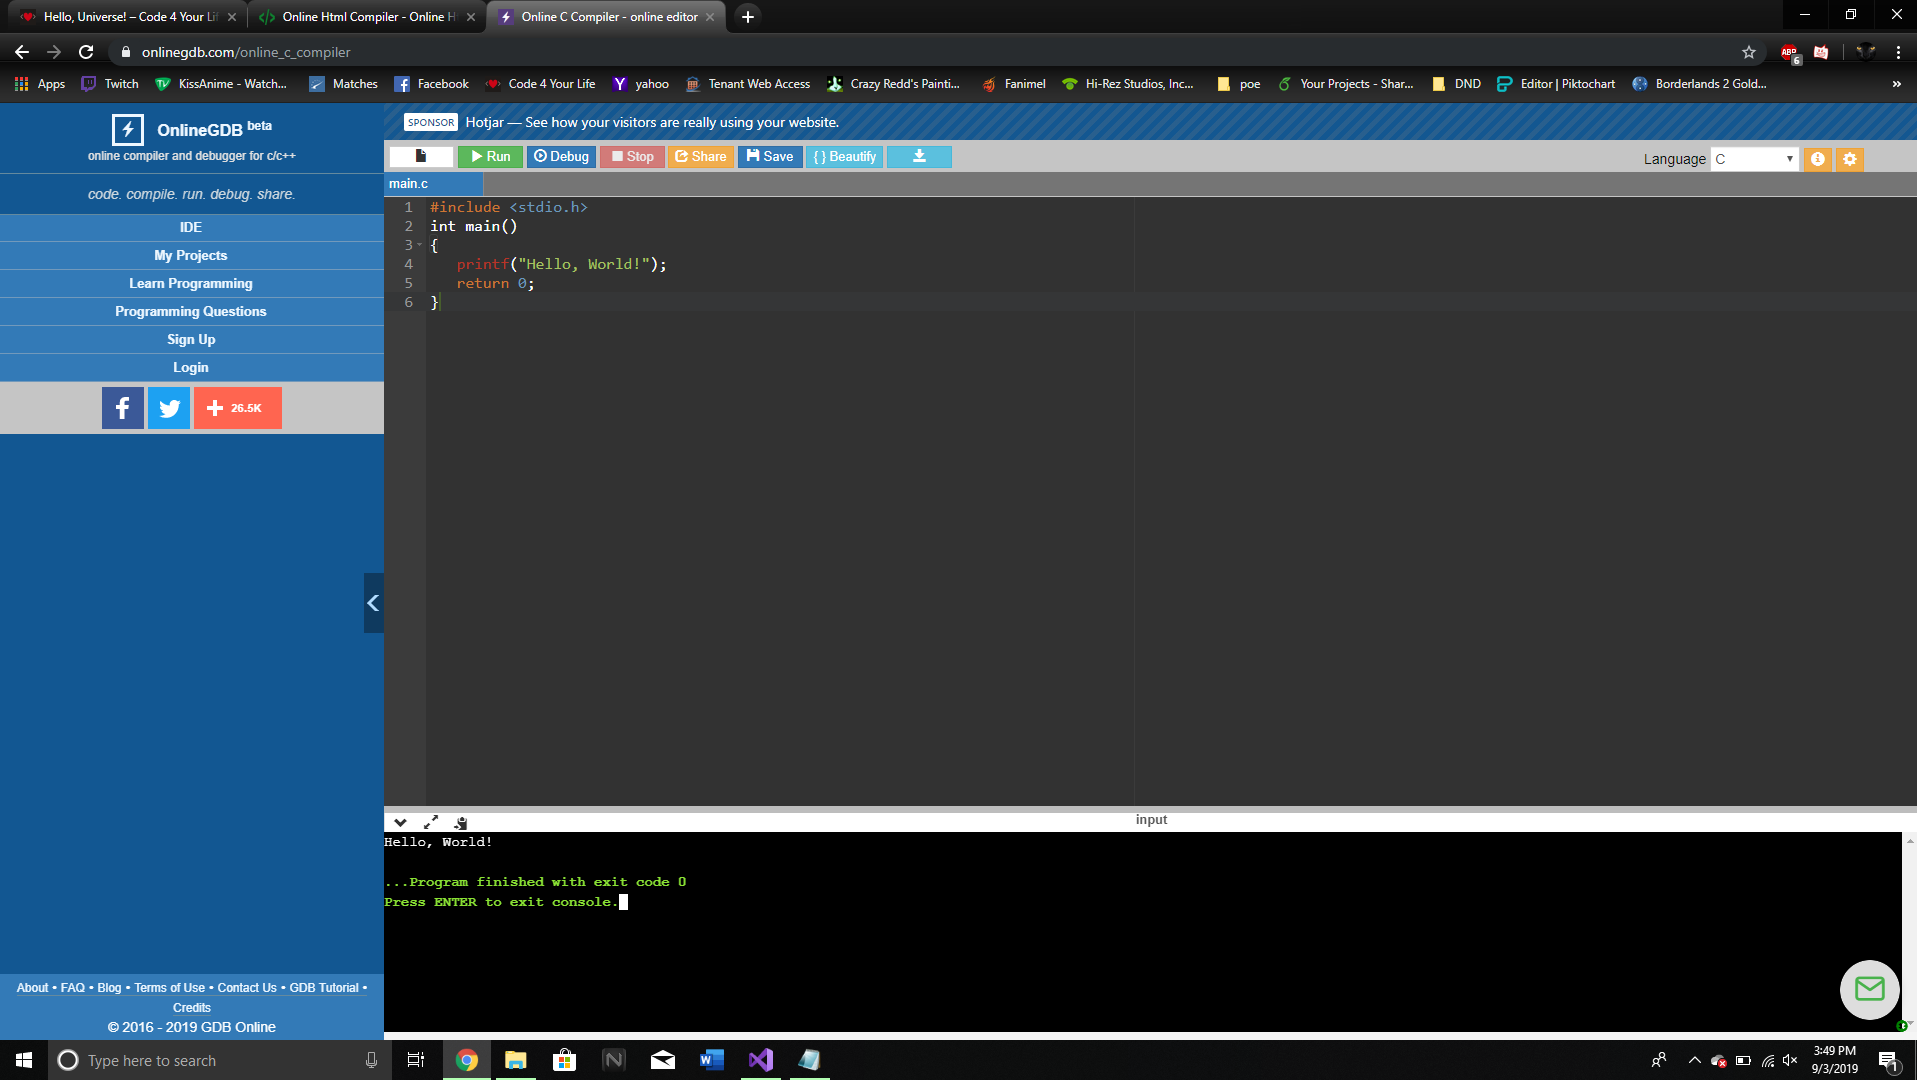 Hello, Universe! – Code 4 Your Lif
Online Html Compiler - Online H
Online C Compiler - online editor
onlinegdb.com/online_c_compiler
ABP
6
Apps
Twitch
KissAnime - Watch...
Matches
Facebook
Code 4 Your Life
yahoo
Tenant Web Access
Crazy Redd's Painti...
Fanimel
Hi-Rez Studios, Inc...
poe
Your Projects - Shar...
DND
Editor | Piktochart
Borderlands 2 Gold...
»
OnlineGDB beta
online compiler and debugger for c/c++
code. compile. run. debug. share.
IDE
My Projects
Learn Programming
Programming Questions
Sign Up
Login
26.5K
About • FAQ • Blog • Terms of Use • Contact Us • GDB Tutorial •
Credits
© 2016 - 2019 GDB Online
SPONSOR Hotjar — See how your visitors are really using your website.
Run
Debug
Stop
Share
Save
{ } Beautify
Language C
main.c
1 #include <stdio.h>
2 int main()
3 {
4 printf("Hello, World!");
5 return 0;
6 }
input
Hello, World!
...Program finished with exit code 0
Press ENTER to exit console.
Type here to search
3:49 PM
9/3/2019
1